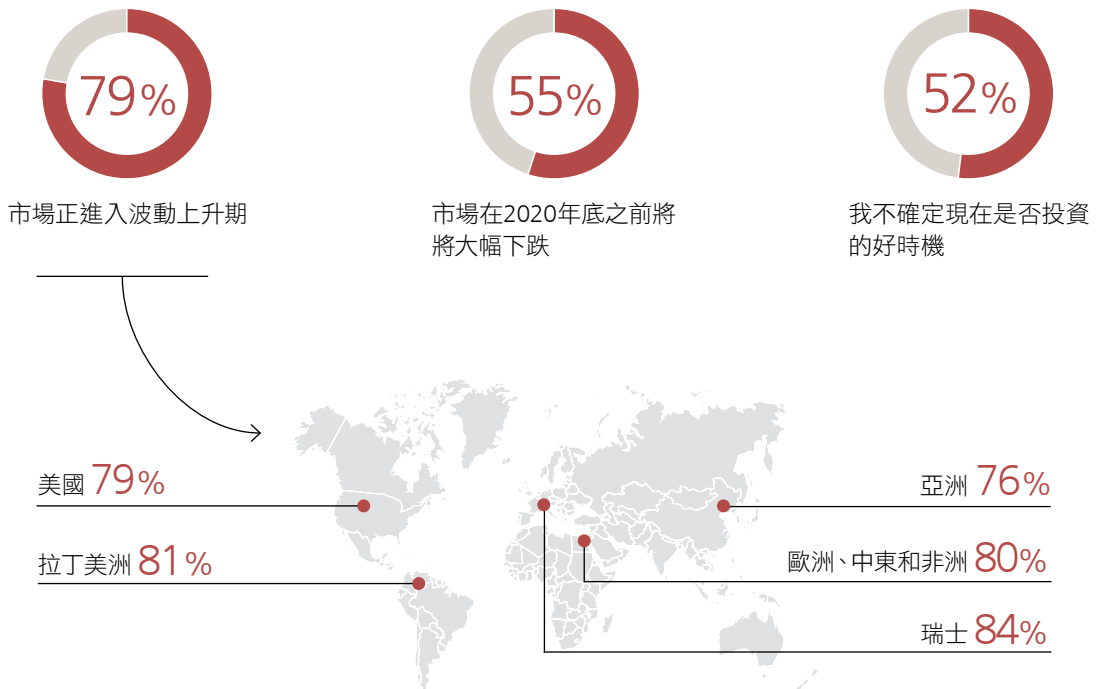 79%
55%
52%
市場正進入波動上升期
市場在2020年底之前將
將大幅下跌
我不確定現在是否投資
的好時機
美國 79%
拉丁美洲 81%
亞洲 76%
歐洲、中東和非洲 80%
瑞士 84%